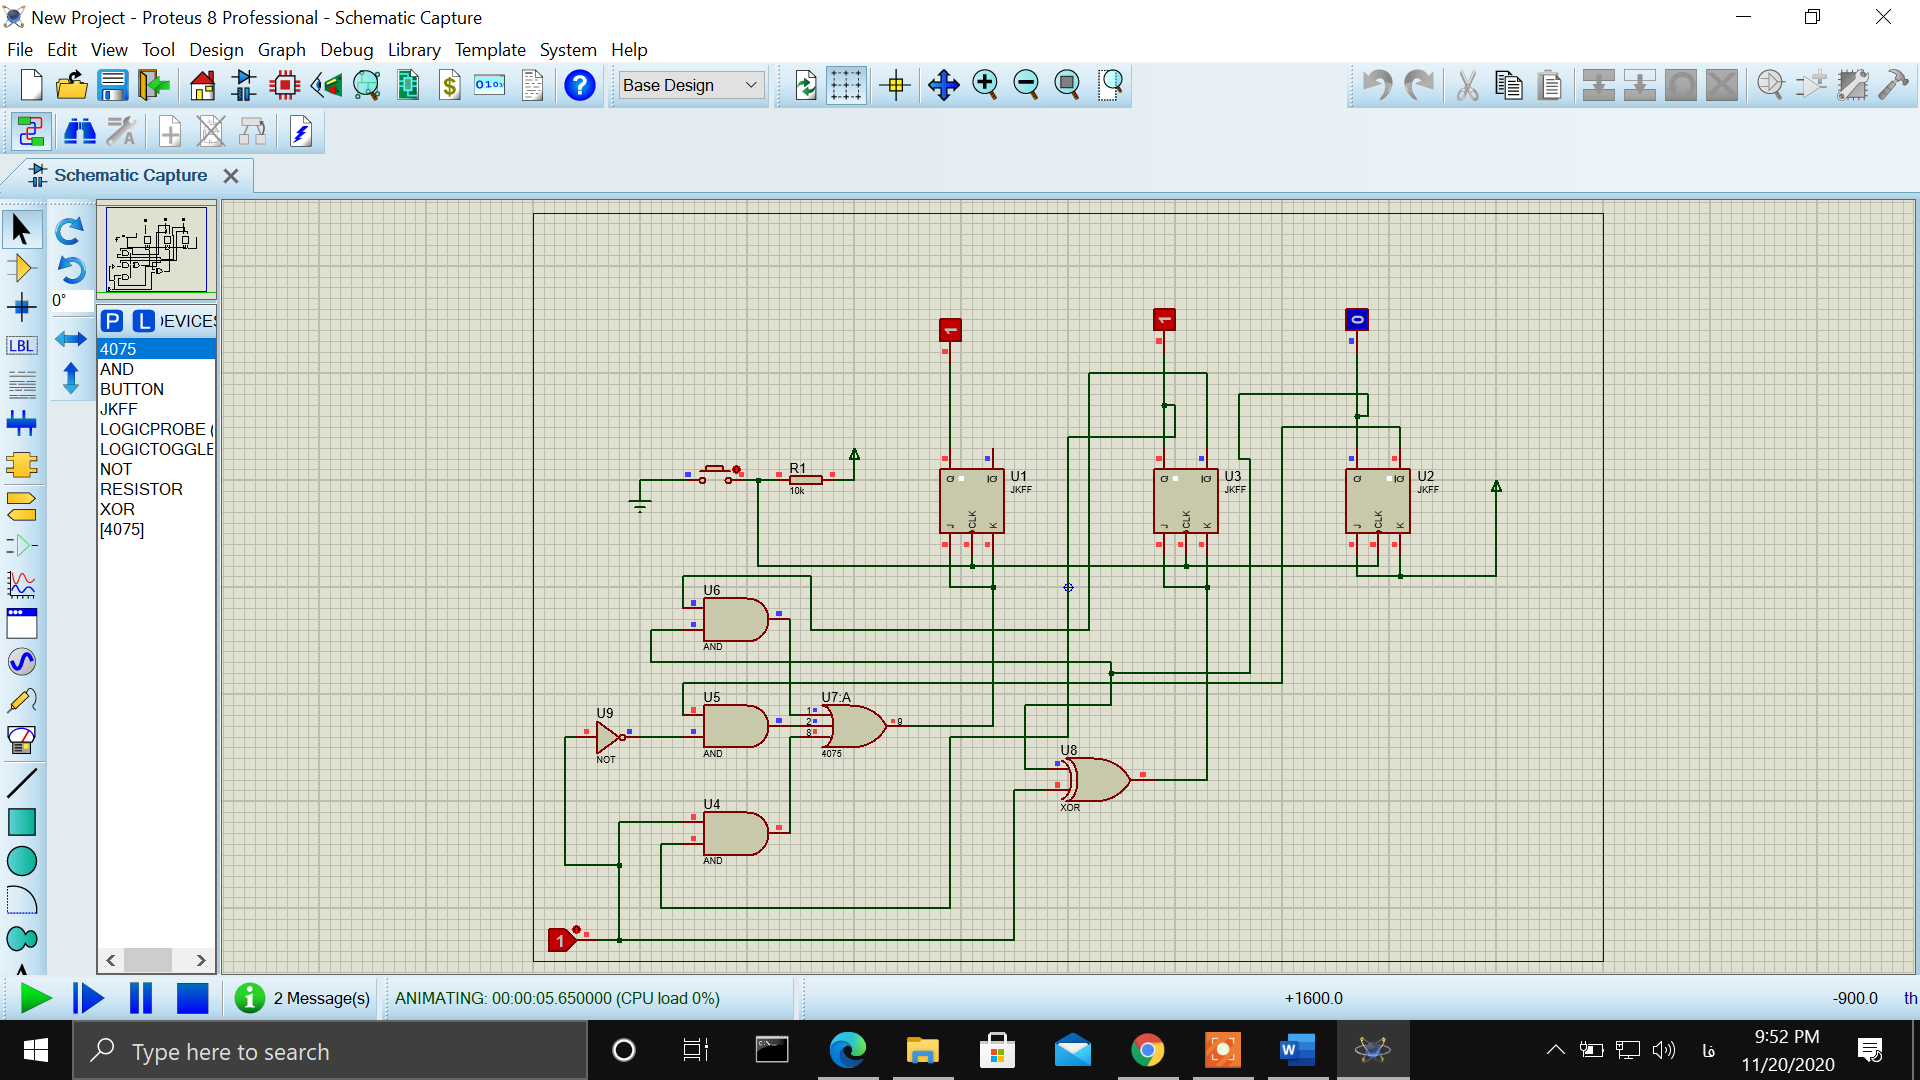 New Project - Proteus 8 Professional - Schematic Capture
File Edit View Tool Design Graph Debug Library Template System Help
Base Design
Schematic Capture
0°
P L EVICES
LBL
4075
AND
BUTTON
JKFF
LOGICPROBE (
LOGICTOGGLE
NOT
RESISTOR
XOR
[4075]
1
1
0
R1
10k
U1
JKFF
Q
Q
J
CLK
K
U3
JKFF
Q
Q
J
CLK
K
U2
JKFF
Q
Q
J
CLK
K
U6
AND
U5
AND
U7:A
1
2
8
9
4075
U9
NOT
U8
XOR
U4
AND
1
2 Message(s)
ANIMATING: 00:00:05.650000 (CPU load 0%)
+1600.0
-900.0
th
Type here to search
فا
9:52 PM
11/20/2020